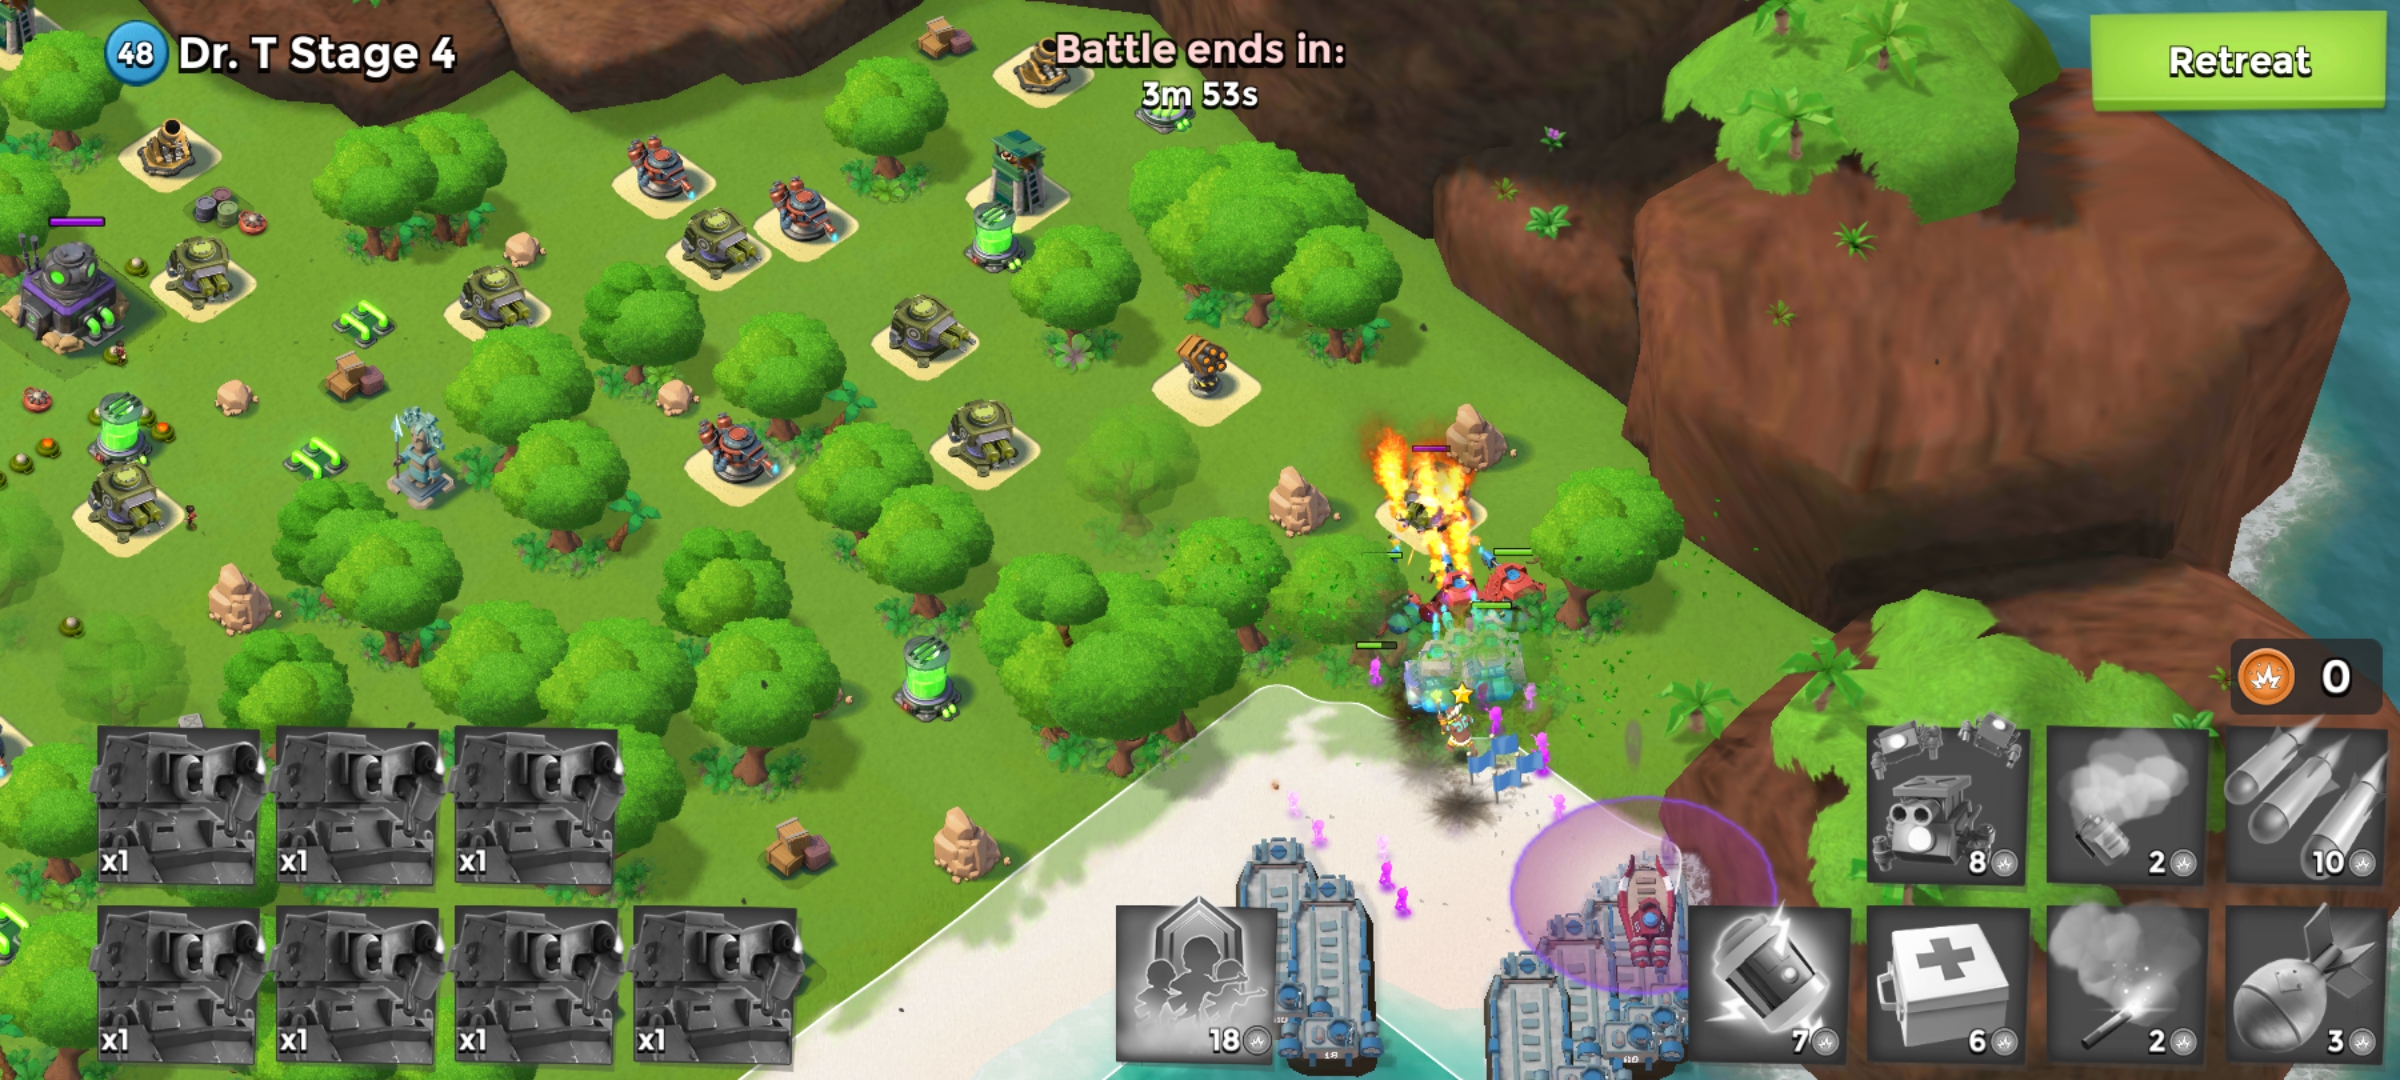 48 Dr. T Stage 4
Battle ends in:
3m 53s
Retreat
0
x1 x1 x1
8 2 10
x1 x1 x1 x1
18 7 6 2 3